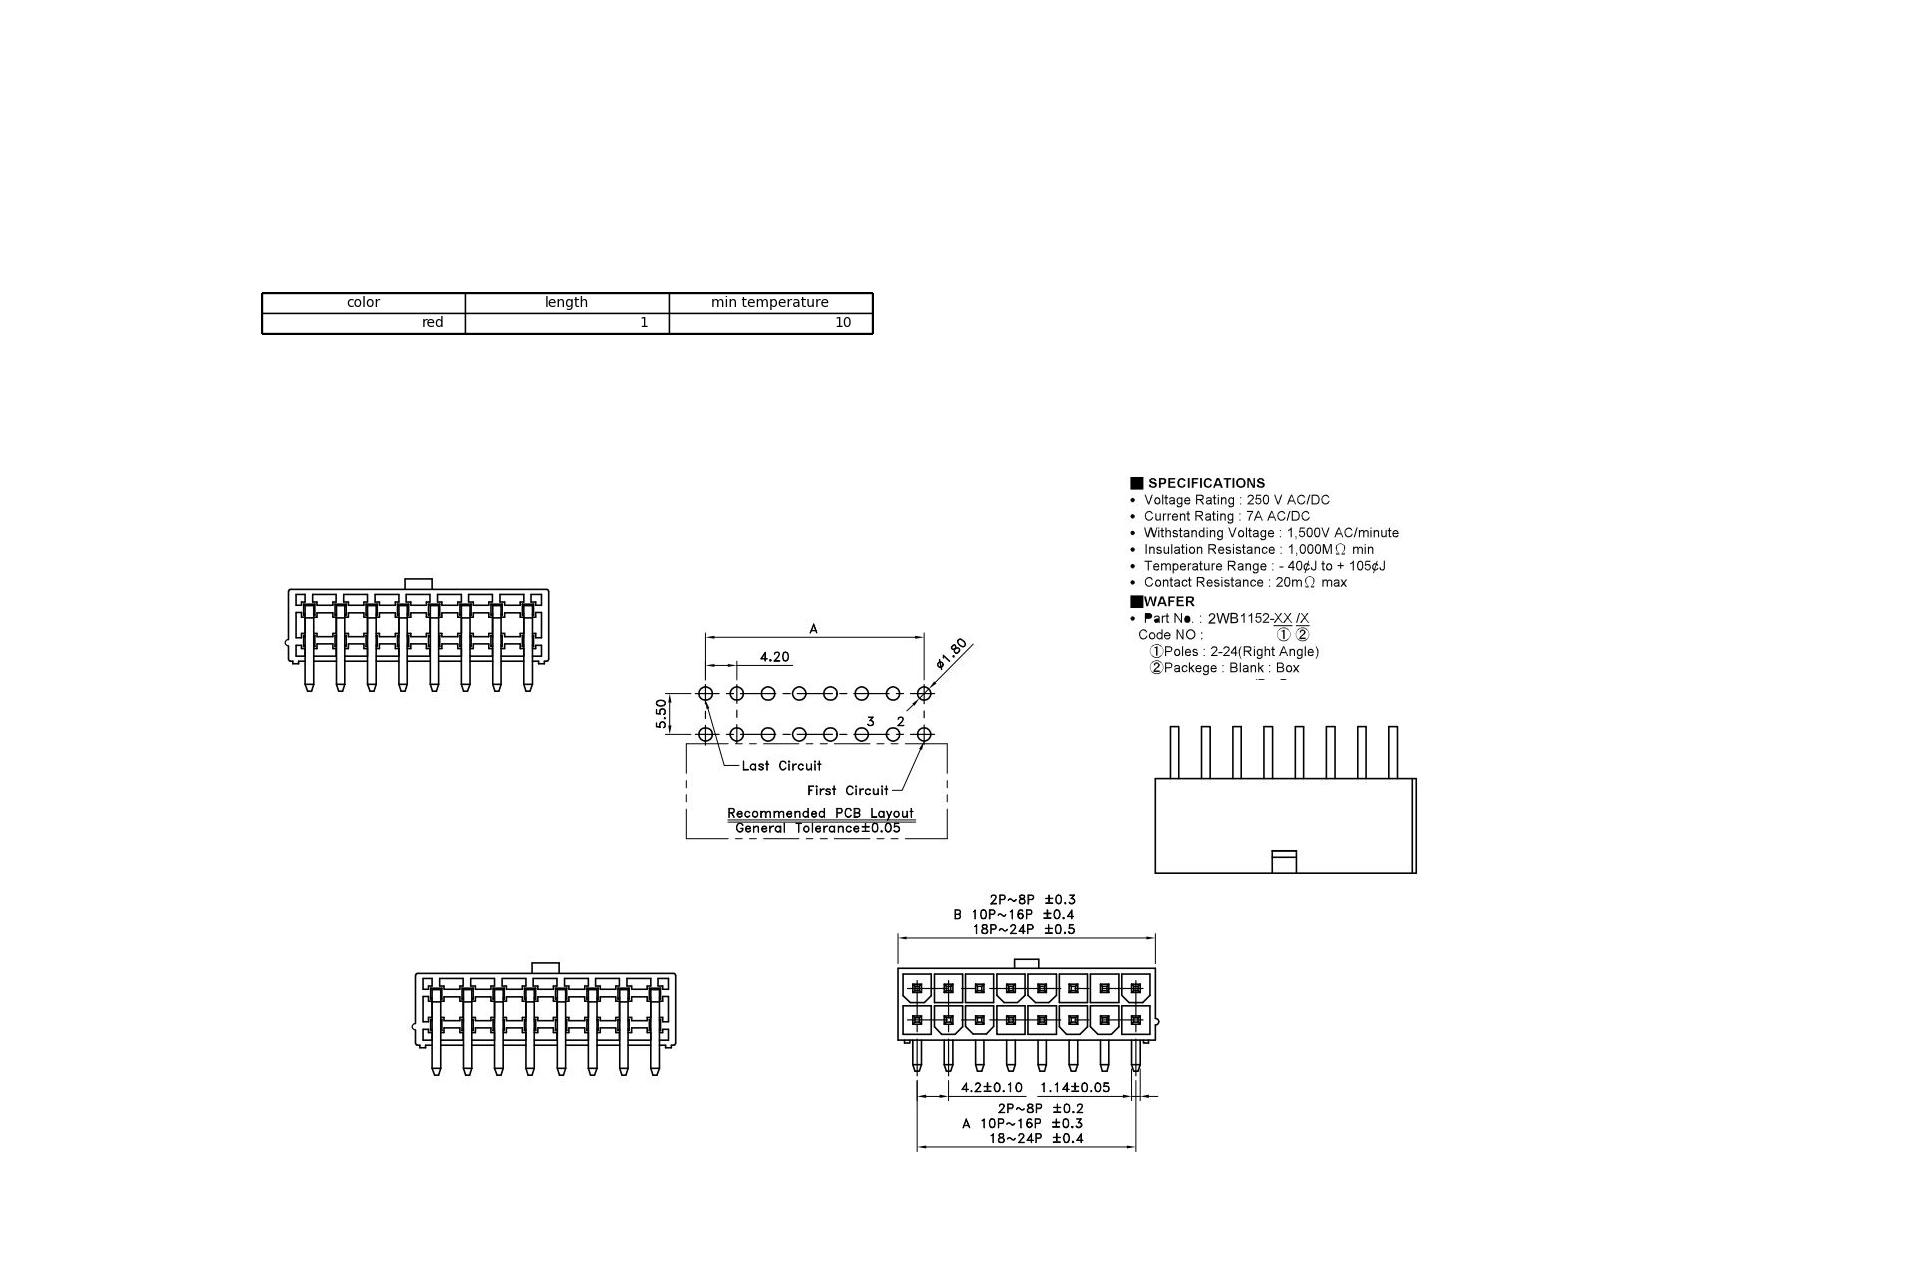 color length min temperature
red 1 10
■ SPECIFICATIONS
• Voltage Rating : 250 V AC/DC
• Current Rating : 7A AC/DC
• Withstanding Voltage : 1,500V AC/minute
• Insulation Resistance : 1,000MΩ min
• Temperature Range : - 40¢J to + 105¢J
• Contact Resistance : 20mΩ max
■WAFER
• Part No. : 2WB1152-XX /X
Code NO : ① ②
①Poles : 2-24(Right Angle)
②Packege : Blank : Box
A
ø1.80
4.20
5.50
3 2
Last Circuit
First Circuit
Recommended PCB Layout
General Tolerance±0.05
2P~8P ±0.3
B 10P~16P ±0.4
18P~24P ±0.5
4.2±0.10 1.14±0.05
2P~8P ±0.2
A 10P~16P ±0.3
18~24P ±0.4